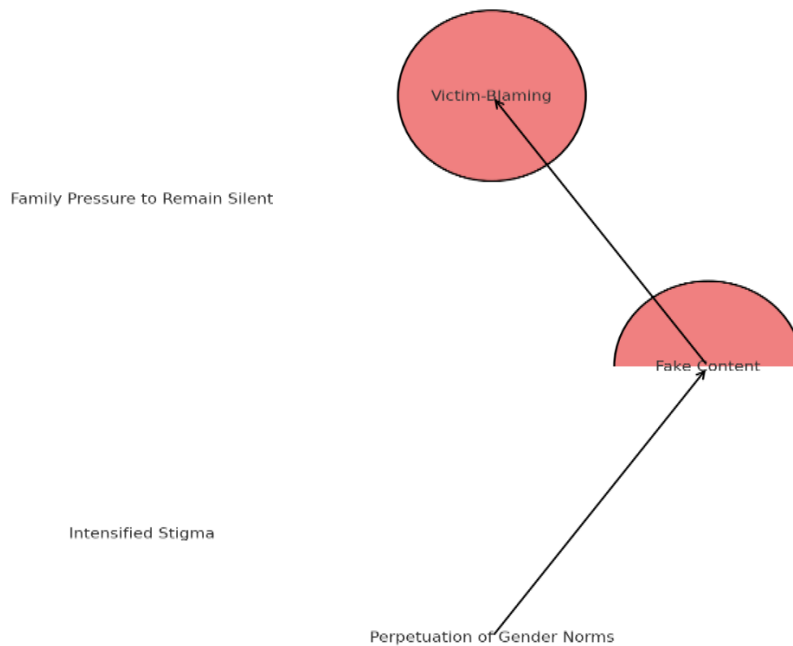 Victim-Blaming
Family Pressure to Remain Silent
Fake Content
Intensified Stigma
Perpetuation of Gender Norms